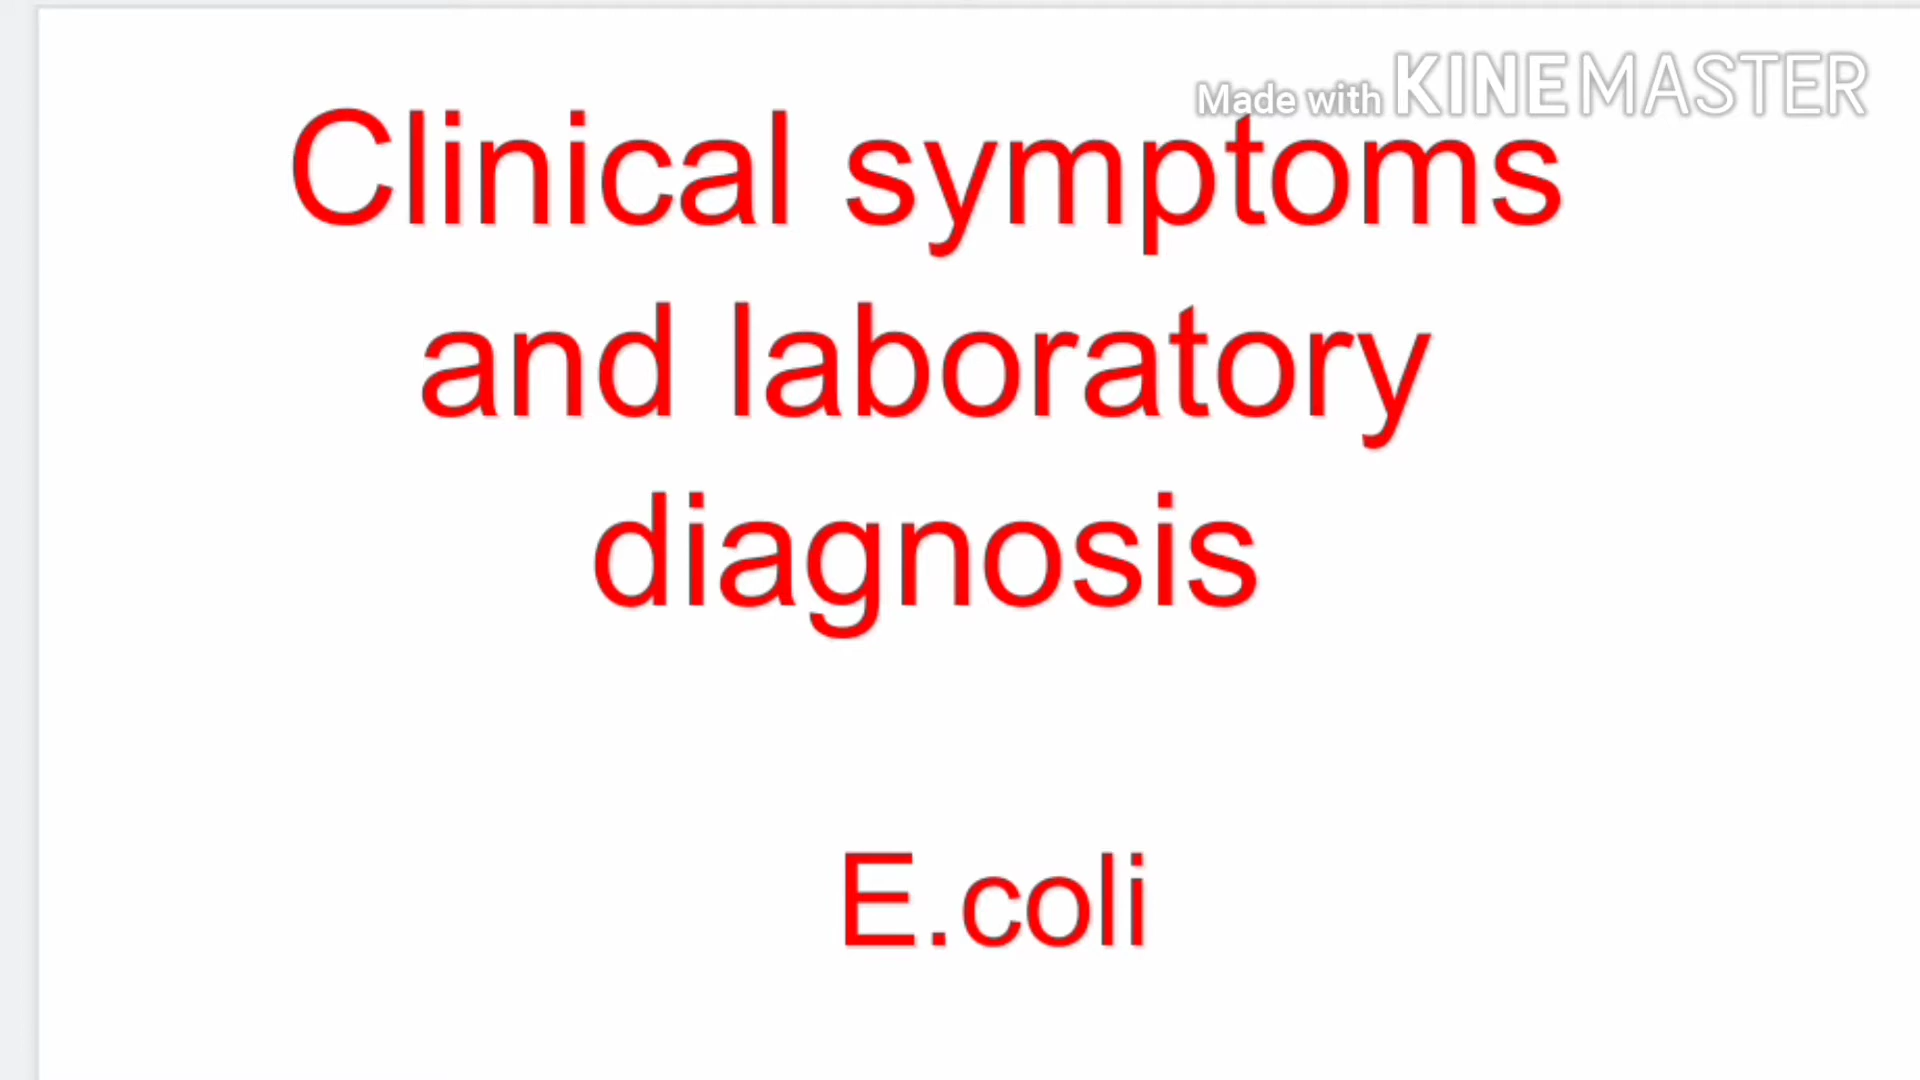 Made with KINEMASTER
Clinical symptoms
and laboratory
diagnosis
E.coli